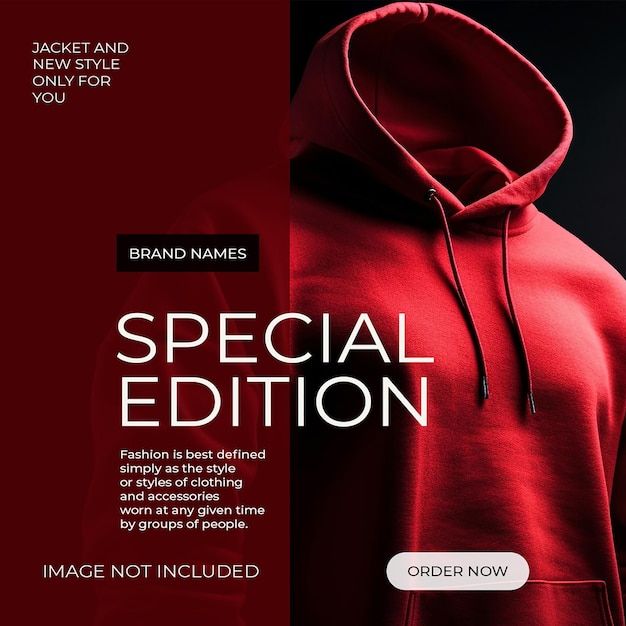 JACKET AND
NEW STYLE
ONLY FOR
YOU
BRAND NAMES
SPECIAL
EDITION
Fashion is best defined
simply as the style
or styles of clothing
and accessories
worn at any given time
by groups of people.
IMAGE NOT INCLUDED
ORDER NOW